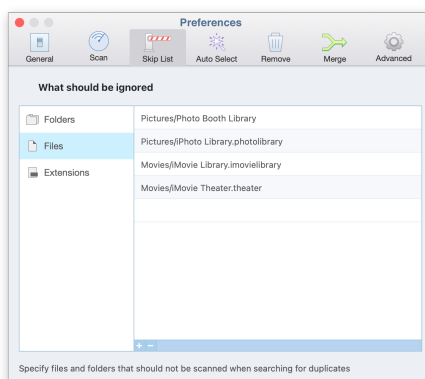 Preferences
General Scan Skip List Auto Select Remove Merge Advanced
What should be ignored
Folders
Files
Extensions
Pictures/Photo Booth Library
Pictures/iPhoto Library.photolibrary
Movies/iMovie Library.imovielibrary
Movies/iMovie Theater.theater
+ −
Specify files and folders that should not be scanned when searching for duplicates